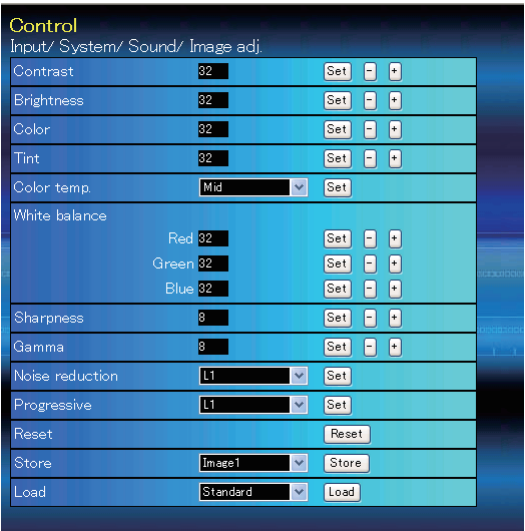 Control
Input/ System/ Sound/ Image adj.
Contrast 32 Set - +
Brightness 32 Set - +
Color 32 Set - +
Tint 32 Set - +
Color temp. Mid Set
White balance
Red 32 Set - +
Green 32 Set - +
Blue 32 Set - +
Sharpness 8 Set - +
Gamma 8 Set - +
Noise reduction L1 Set
Progressive L1 Set
Reset Reset
Store Image1 Store
Load Standard Load